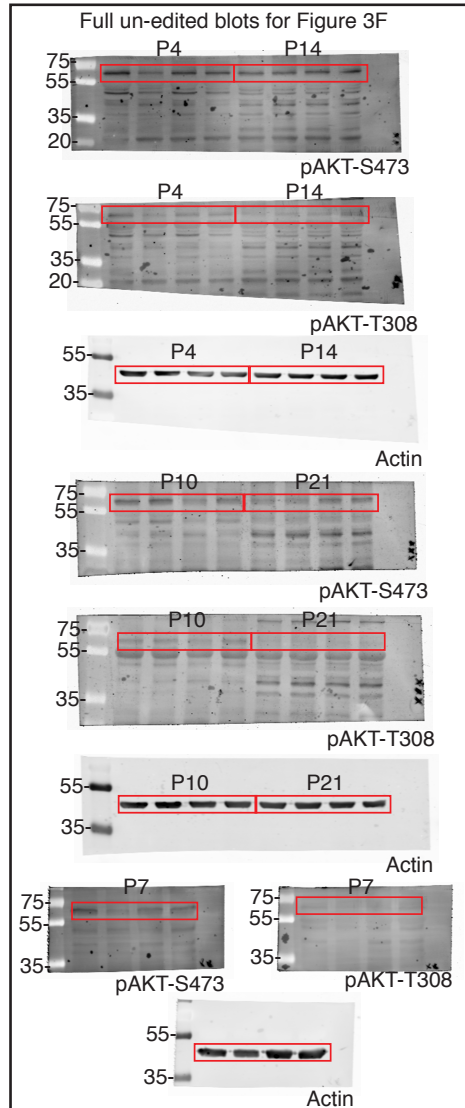 Full un-edited blots for Figure 3F
P4 P14
75-
55-
35-
20-
pAKT-S473
P4 P14
75-
55-
35-
20-
pAKT-T308
P4 P14
55-
35-
Actin
P10 P21
75-
55-
35-
pAKT-S473
P10 P21
75-
55-
35-
pAKT-T308
P10 P21
55-
35-
Actin
P7
75-
55-
35-
pAKT-S473
P7
75-
55-
35-
pAKT-T308
55-
35-
Actin